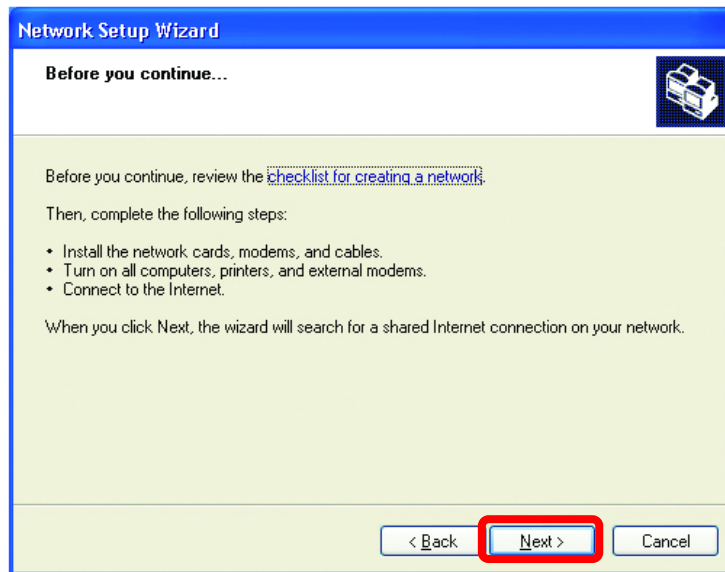 Network Setup Wizard
Before you continue...
Before you continue, review the checklist for creating a network.
Then, complete the following steps:
• Install the network cards, modems, and cables.
• Turn on all computers, printers, and external modems.
• Connect to the Internet.
When you click Next, the wizard will search for a shared Internet connection on your network.
< Back Next > Cancel